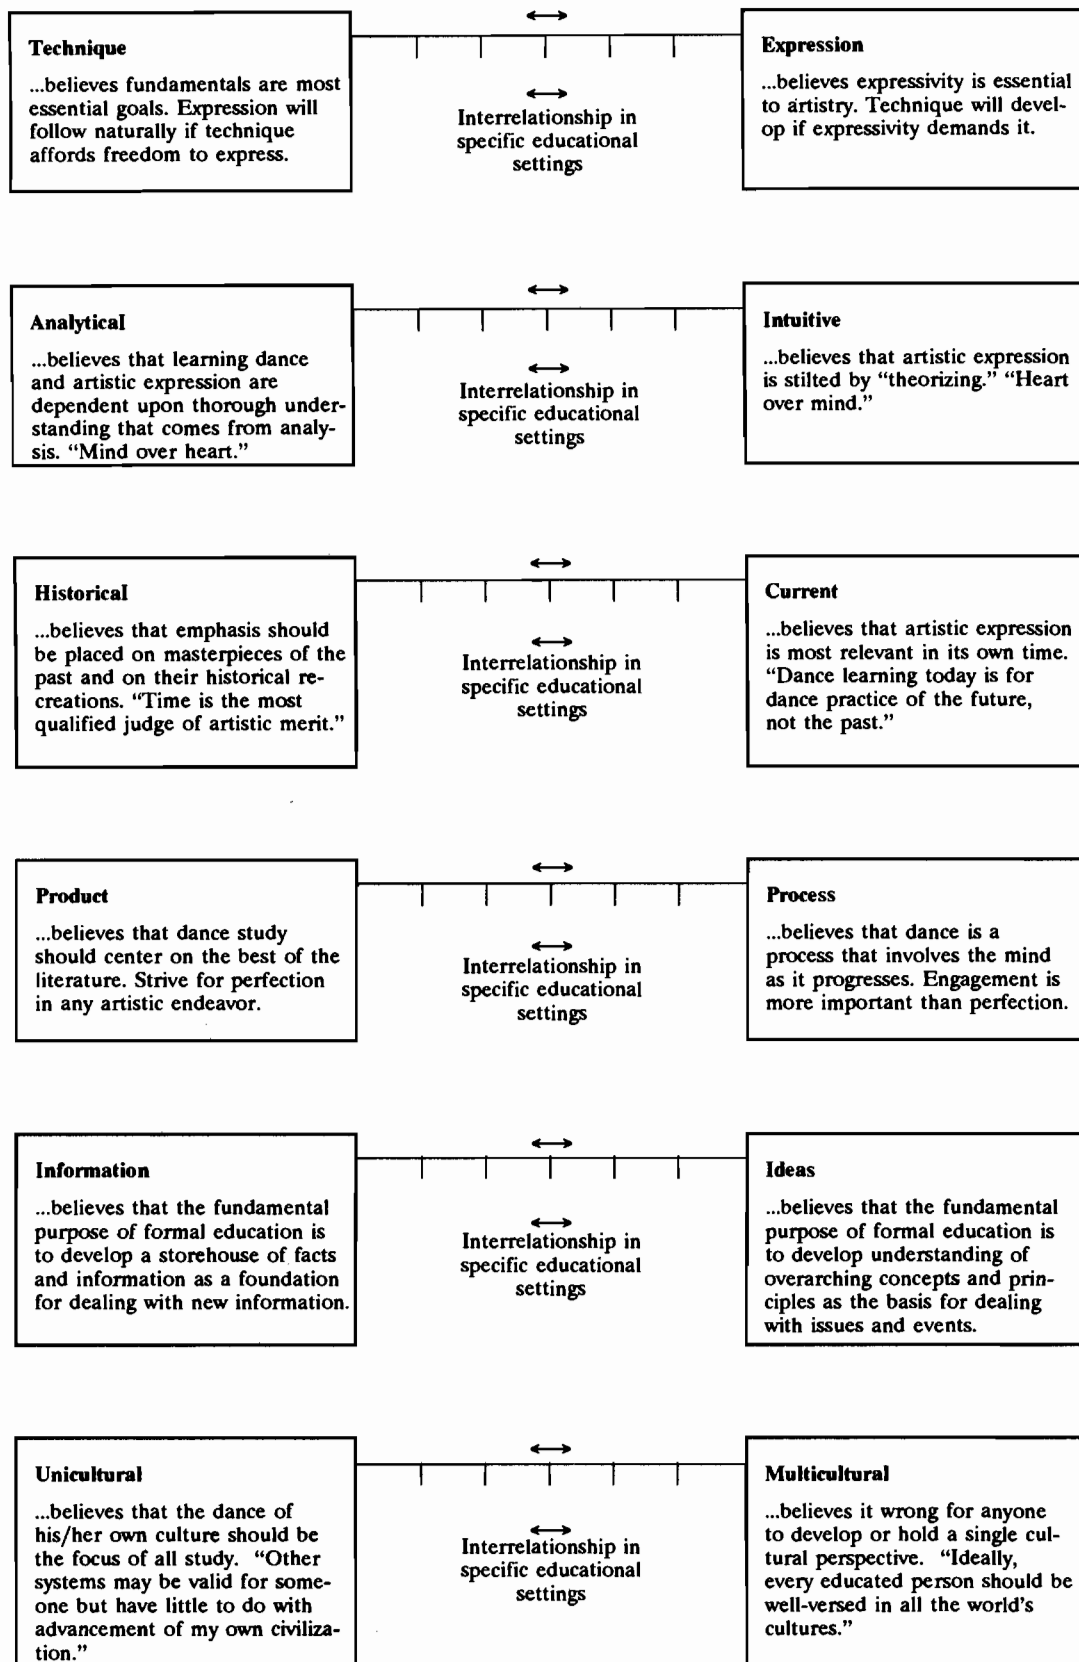 Technique
...believes fundamentals are most
essential goals. Expression will
follow naturally if technique
affords freedom to express.
Interrelationship in
specific educational
settings
Expression
...believes expressivity is essential
to artistry. Technique will devel-
op if expressivity demands it.
Analytical
...believes that learning dance
and artistic expression are
dependent upon thorough under-
standing that comes from analy-
sis. “Mind over heart.”
Interrelationship in
specific educational
settings
Intuitive
...believes that artistic expression
is stilted by “theorizing.” “Heart
over mind.”
Historical
...believes that emphasis should
be placed on masterpieces of the
past and on their historical re-
creations. “Time is the most
qualified judge of artistic merit.”
Interrelationship in
specific educational
settings
Current
...believes that artistic expression
is most relevant in its own time.
“Dance learning today is for
dance practice of the future,
not the past.”
Product
...believes that dance study
should center on the best of the
literature. Strive for perfection
in any artistic endeavor.
Interrelationship in
specific educational
settings
Process
...believes that dance is a
process that involves the mind
as it progresses. Engagement is
more important than perfection.
Information
...believes that the fundamental
purpose of formal education is
to develop a storehouse of facts
and information as a foundation
for dealing with new information.
Interrelationship in
specific educational
settings
Ideas
...believes that the fundamental
purpose of formal education is
to develop understanding of
overarching concepts and prin-
ciples as the basis for dealing
with issues and events.
Unicultural
...believes that the dance of
his/her own culture should be
the focus of all study. “Other
systems may be valid for some-
one but have little to do with
advancement of my own civiliza-
tion.”
Interrelationship in
specific educational
settings
Multicultural
...believes it wrong for anyone
to develop or hold a single cul-
tural perspective. “Ideally,
every educated person should be
well-versed in all the world's
cultures.”